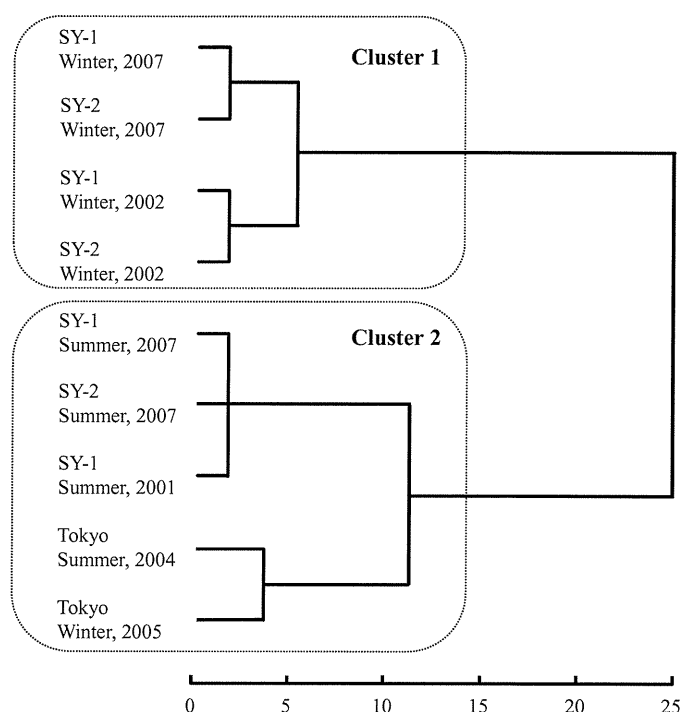 SY-1
Winter, 2007
Cluster 1
SY-2
Winter, 2007
SY-1
Winter, 2002
SY-2
Winter, 2002
SY-1
Summer, 2007
Cluster 2
SY-2
Summer, 2007
SY-1
Summer, 2001
Tokyo
Summer, 2004
Tokyo
Winter, 2005
0 5 10 15 20 25